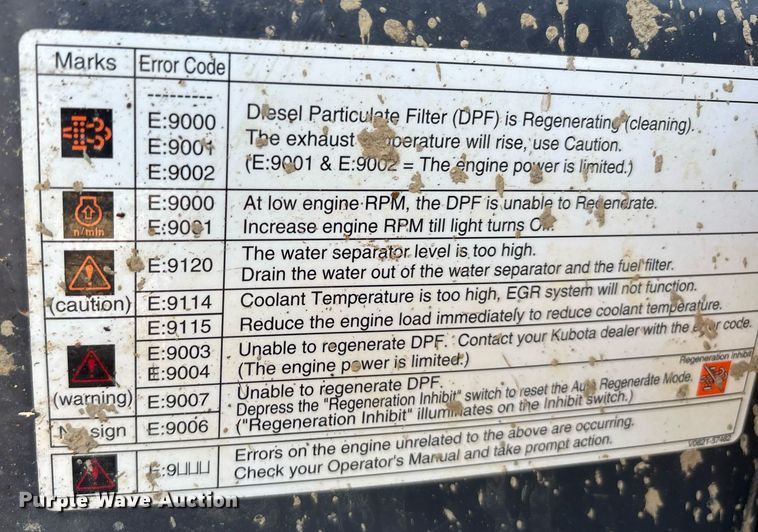 Marks Error Code
-------
E:9000 Diesel Particulate Filter (DPF) is Regenerating (cleaning).
E:9001 The exhaust temperature will rise, use Caution.
E:9002 (E:9001 & E:9002 = The engine power is limited.)
n/min
E:9000 At low engine RPM, the DPF is unable to Regenerate.
E:9001 Increase engine RPM till light turns
(caution)
E:9120 The water separator level is too high.
Drain the water out of the water separator and the fuel filter.
E:9114 Coolant Temperature is too high, EGR system will not function.
E:9115 Reduce the engine load immediately to reduce coolant temperature.
(warning)
E:9003 Unable to regenerate DPF. Contact your Kubota dealer with the error code.
E:9004 (The engine power is limited.)
E:9007 Unable to regenerate DPF.
Depress the "Regeneration Inhibit" switch to reset the Auto Regenerate Mode.
("Regeneration Inhibit" illuminates on the Inhibit switch.)
Regeneration Inhibit
No sign E:9006
E:9␣␣␣ Errors on the engine unrelated to the above are occurring.
Check your Operator's Manual and take prompt action.
V0621-57462
Purple Wave Auction